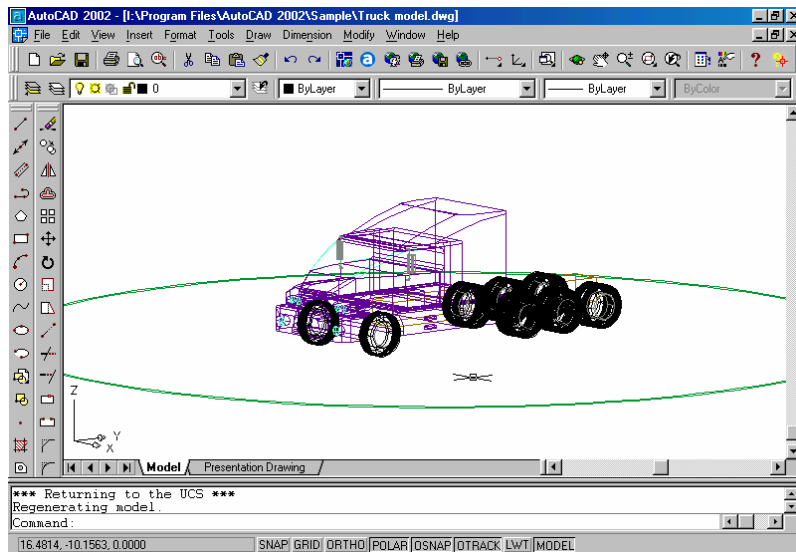 AutoCAD 2002 - [I:\Program Files\AutoCAD 2002\Sample\Truck model.dwg]
File Edit View Insert Format Tools Draw Dimension Modify Window Help
0 ByLayer ByLayer ByLayer ByColor
Z
Y
X
Model Presentation Drawing
*** Returning to the UCS ***
Regenerating model.
Command:
16.4814, -10.1563, 0.0000 SNAP GRID ORTHO POLAR OSNAP OTRACK LWT MODEL